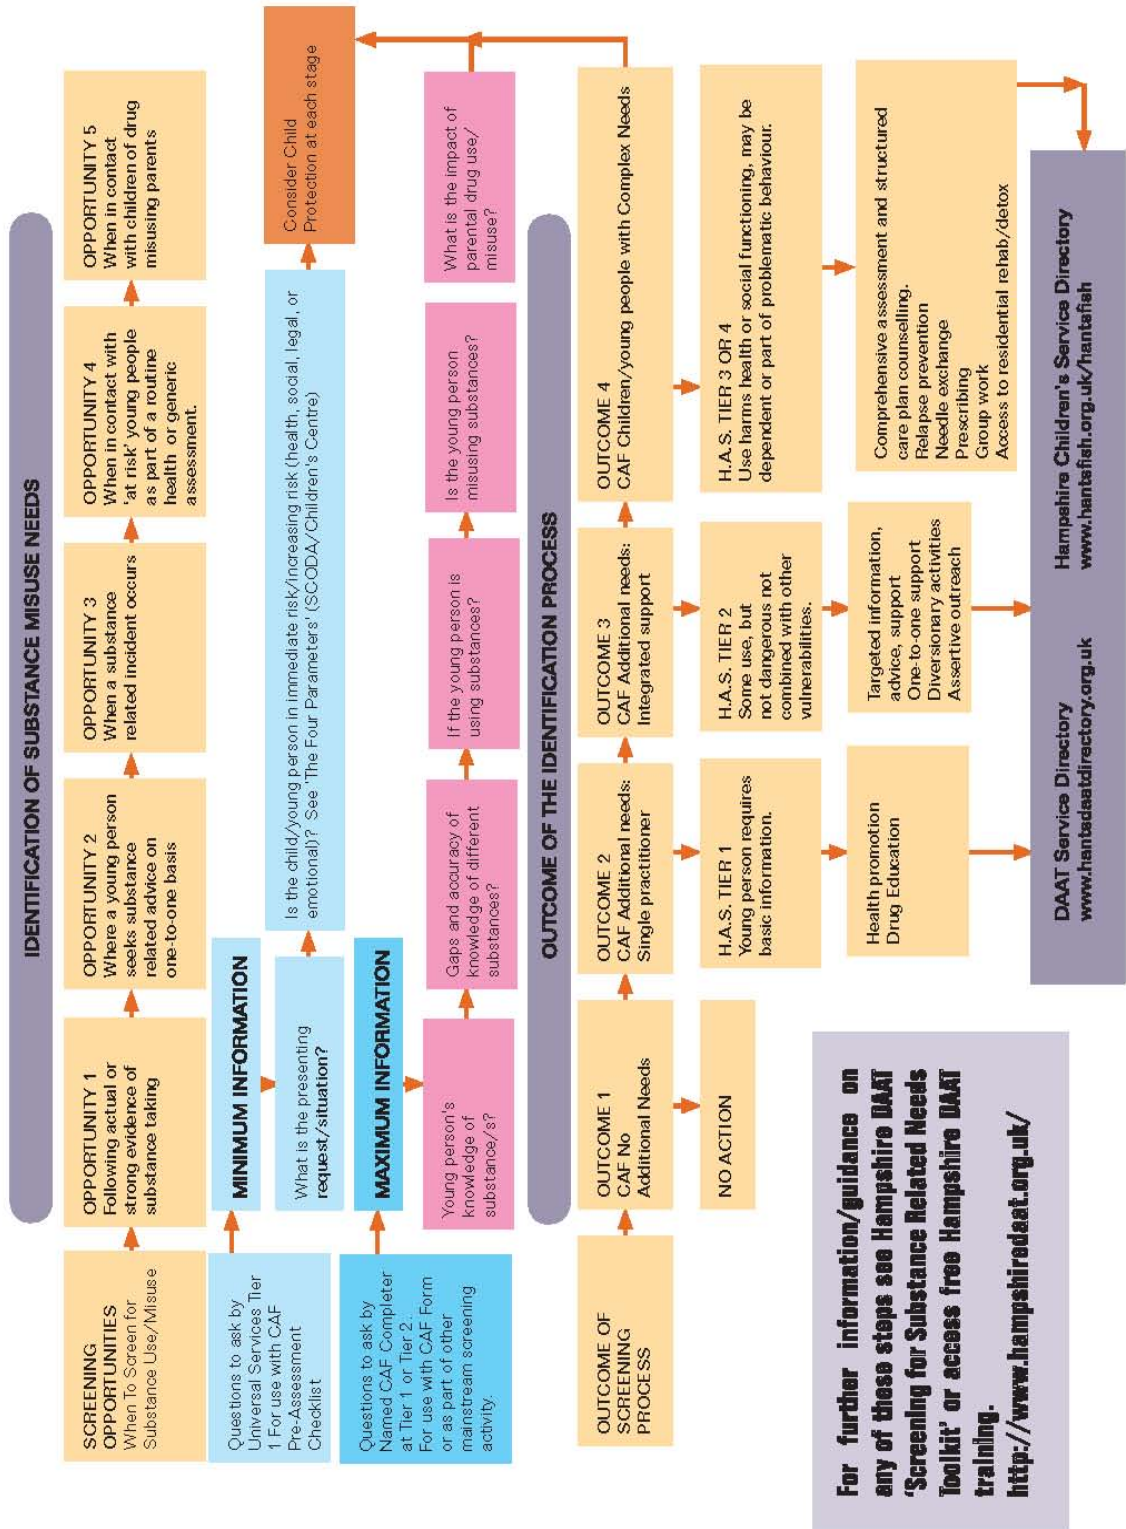 IDENTIFICATION OF SUBSTANCE MISUSE NEEDS
SCREENING
OPPORTUNITIES
When To Screen for
Substance Use/Misuse
OPPORTUNITY 1
Following actual or
strong evidence of
substance taking
OPPORTUNITY 2
Where a young person
seeks substance
related advice on
one-to-one basis
OPPORTUNITY 3
When a substance
related incident occurs
OPPORTUNITY 4
When in contact with
'at risk' young people
as part of a routine
health or generic
assessment.
OPPORTUNITY 5
When in contact
with children of drug
misusing parents
Questions to ask by
Universal Services Tier
1 For use with CAF
Pre-Assessment
Checklist
MINIMUM INFORMATION
What is the presenting
request/situation?
Is the child/young person in immediate risk/increasing risk (health, social, legal, or
emotional)? See 'The Four Parameters' (SCODA/Children's Centre)
Consider Child
Protection at each stage
Questions to ask by
Named CAF Completer
at Tier 1 or Tier 2.
For use with CAF Form
or as part of other
mainstream screening
activity.
MAXIMUM INFORMATION
Young person's
knowledge of
substance/s?
Gaps and accuracy of
knowledge of different
substances?
If the young person is
using substances?
Is the young person
misusing substances?
What is the impact of
parental drug use/
misuse?
OUTCOME OF THE IDENTIFICATION PROCESS
OUTCOME OF
SCREENING
PROCESS
OUTCOME 1
CAF No
Additional Needs
OUTCOME 2
CAF Additional needs:
Single practitioner
OUTCOME 3
CAF Additional needs:
Integrated support
OUTCOME 4
CAF Children/young people with Complex Needs
NO ACTION
H.A.S. TIER 1
Young person requires
basic information.
H.A.S. TIER 2
Some use, but
not dangerous not
combined with other
vulnerabilities.
H.A.S. TIER 3 OR 4
Use harms health or social functioning, may be
dependent or part of problematic behaviour.
Health promotion
Drug Education
Targeted information,
advice, support
One-to-one support
Diversionary activities
Assertive outreach
Comprehensive assessment and structured
care plan counselling.
Relapse prevention
Needle exchange
Prescribing
Group work
Access to residential rehab/detox
For further information/guidance on
any of these steps see Hampshire DAAT
'Screening for Substance Related Needs
Toolkit' or access free Hampshire DAAT
training.
http://www.hampshiredaat.org.uk/
DAAT Service Directory
www.hantsdaatdirectory.org.uk
Hampshire Children's Service Directory
www.hantsfish.org.uk/hantsfish